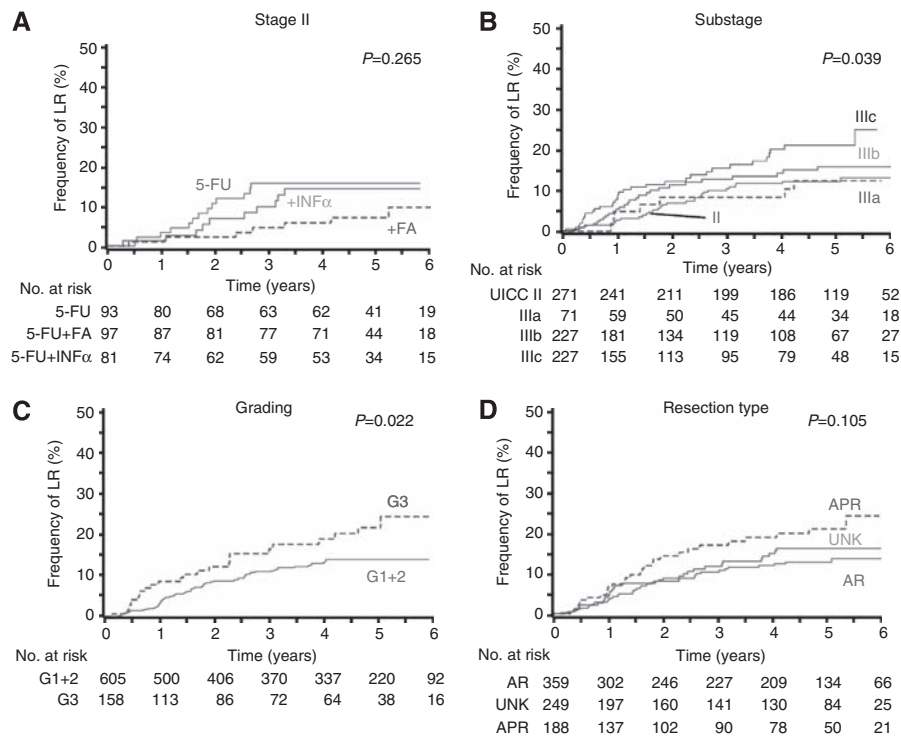 A
Stage II
P=0.265
Frequency of LR (%)
50
40
30
20
10
0
5-FU
+INFα
+FA
0 1 2 3 4 5 6
Time (years)
No. at risk
5-FU 93 80 68 63 62 41 19
5-FU+FA 97 87 81 77 71 44 18
5-FU+INFα 81 74 62 59 53 34 15
B
Substage
P=0.039
Frequency of LR (%)
50
40
30
20
10
0
IIIc
IIIb
IIIa
II
0 1 2 3 4 5 6
Time (years)
No. at risk
UICC II 271 241 211 199 186 119 52
IIIa 71 59 50 45 44 34 18
IIIb 227 181 134 119 108 67 27
IIIc 227 155 113 95 79 48 15
C
Grading
P=0.022
Frequency of LR (%)
50
40
30
20
10
0
G3
G1+2
0 1 2 3 4 5 6
Time (years)
No. at risk
G1+2 605 500 406 370 337 220 92
G3 158 113 86 72 64 38 16
D
Resection type
P=0.105
Frequency of LR (%)
50
40
30
20
10
0
APR
UNK
AR
0 1 2 3 4 5 6
Time (years)
No. at risk
AR 359 302 246 227 209 134 66
UNK 249 197 160 141 130 84 25
APR 188 137 102 90 78 50 21